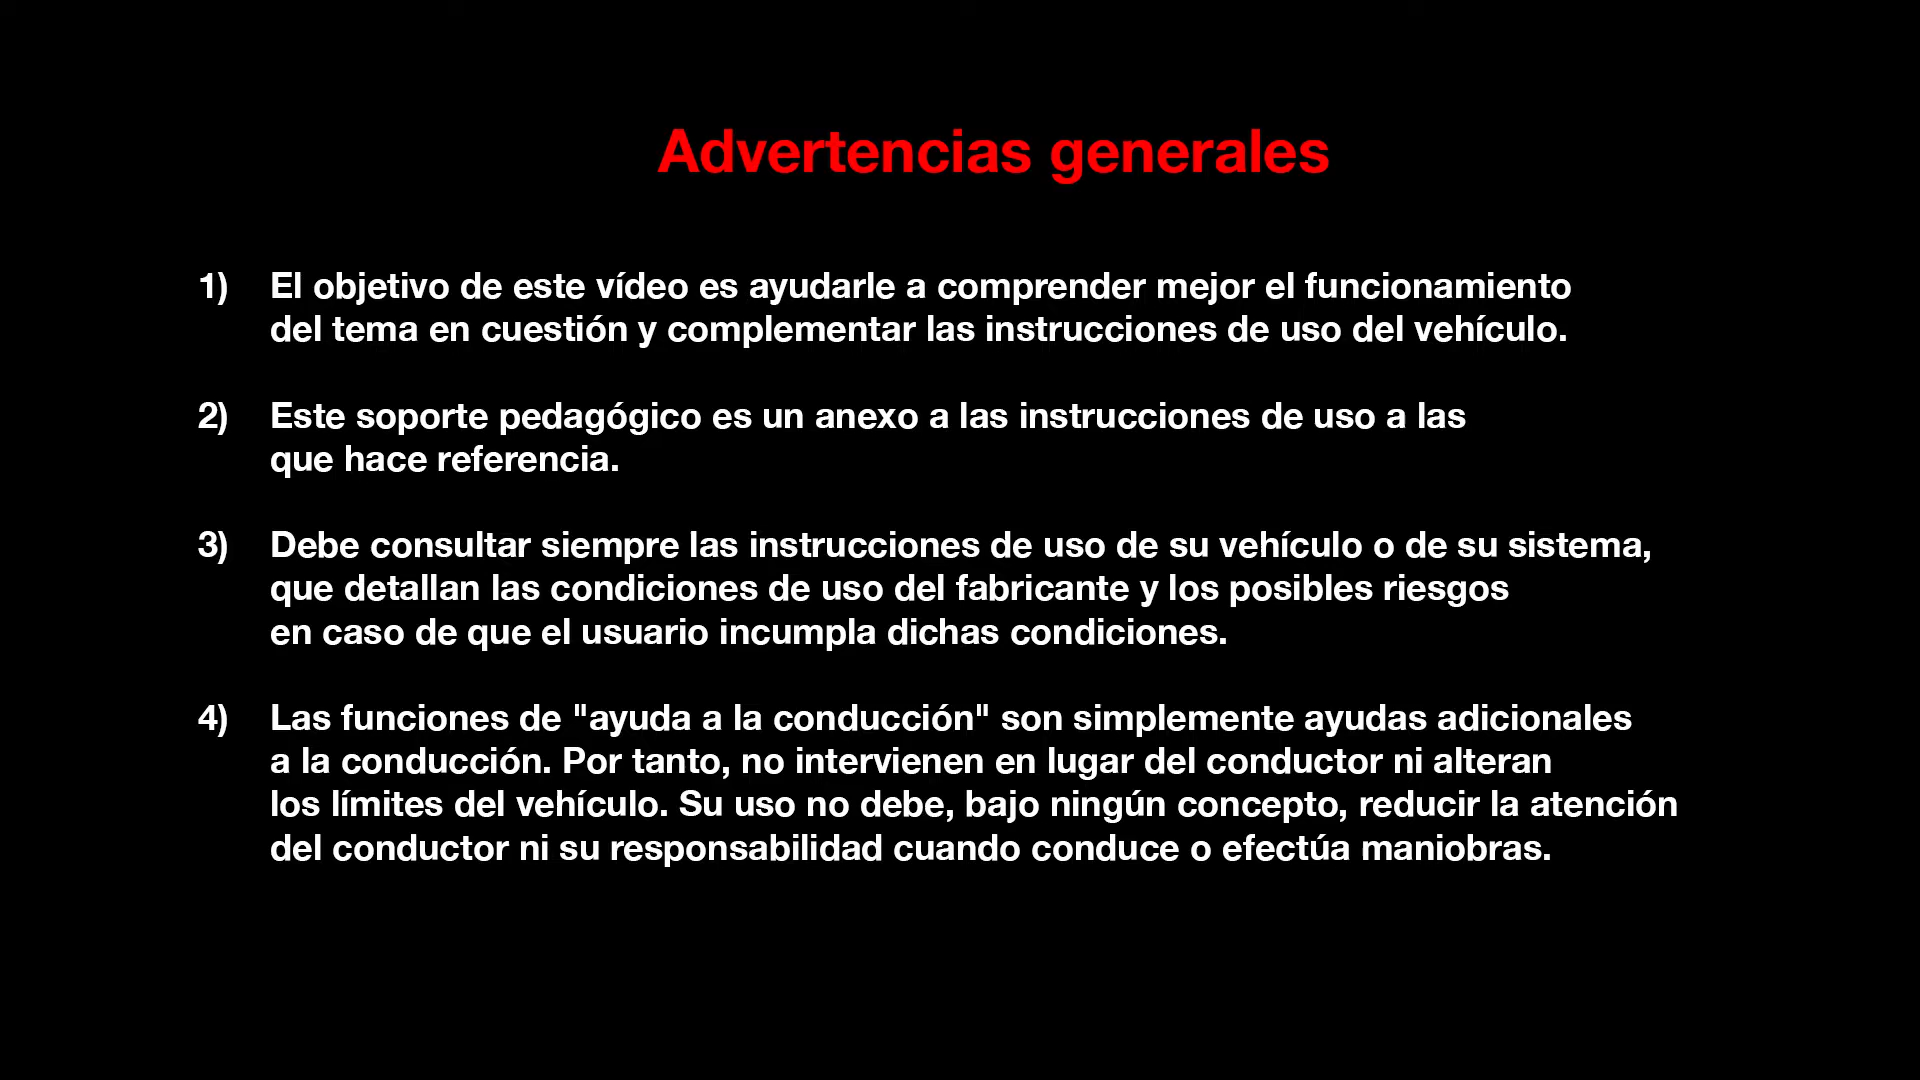 Advertencias generales
1) El objetivo de este vídeo es ayudarle a comprender mejor el funcionamiento
del tema en cuestión y complementar las instrucciones de uso del vehículo.
2) Este soporte pedagógico es un anexo a las instrucciones de uso a las
que hace referencia.
3) Debe consultar siempre las instrucciones de uso de su vehículo o de su sistema,
que detallan las condiciones de uso del fabricante y los posibles riesgos
en caso de que el usuario incumpla dichas condiciones.
4) Las funciones de "ayuda a la conducción" son simplemente ayudas adicionales
a la conducción. Por tanto, no intervienen en lugar del conductor ni alteran
los límites del vehículo. Su uso no debe, bajo ningún concepto, reducir la atención
del conductor ni su responsabilidad cuando conduce o efectúa maniobras.